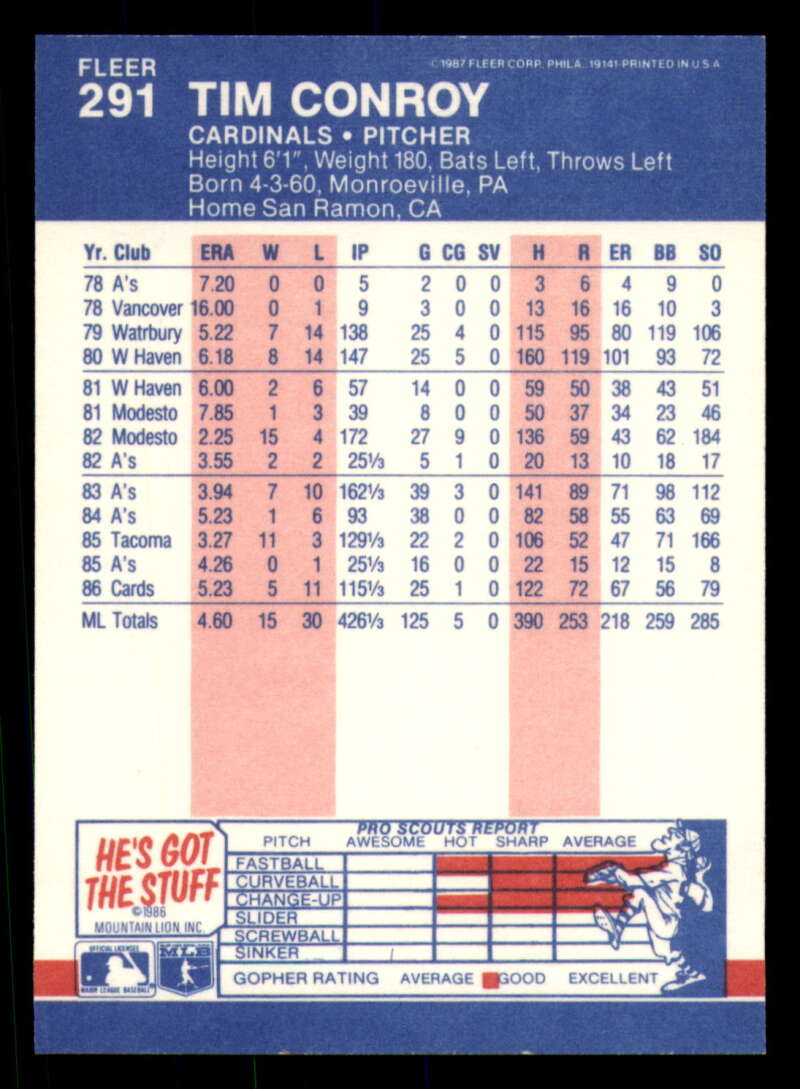 FLEER
©1987 FLEER CORP. PHILA. 19141-PRINTED IN U S A
291 TIM CONROY
CARDINALS • PITCHER
Height 6'1", Weight 180, Bats Left, Throws Left
Born 4-3-60, Monroeville, PA
Home San Ramon, CA
Yr. Club ERA W L IP G CG SV H R ER BB SO
78 A's 7.20 0 0 5 2 0 0 3 6 4 9 0
78 Vancover 16.00 0 1 9 3 0 0 13 16 16 10 3
79 Watrbury 5.22 7 14 138 25 4 0 115 95 80 119 106
80 W Haven 6.18 8 14 147 25 5 0 160 119 101 93 72
81 W Haven 6.00 2 6 57 14 0 0 59 50 38 43 51
81 Modesto 7.85 1 3 39 8 0 0 50 37 34 23 46
82 Modesto 2.25 15 4 172 27 9 0 136 59 43 62 184
82 A's 3.55 2 2 25⅓ 5 1 0 20 13 10 18 17
83 A's 3.94 7 10 162⅓ 39 3 0 141 89 71 98 112
84 A's 5.23 1 6 93 38 0 0 82 58 55 63 69
85 Tacoma 3.27 11 3 129⅓ 22 2 0 106 52 47 71 166
85 A's 4.26 0 1 25⅓ 16 0 0 22 15 12 15 8
86 Cards 5.23 5 11 115⅓ 25 1 0 122 72 67 56 79
ML Totals 4.60 15 30 426⅓ 125 5 0 390 253 218 259 285
HE'S GOT
THE STUFF
©1986
MOUNTAIN LION, INC.
PRO SCOUTS REPORT
PITCH AWESOME HOT SHARP AVERAGE
FASTBALL
CURVEBALL
CHANGE-UP
SLIDER
SCREWBALL
SINKER
GOPHER RATING AVERAGE GOOD EXCELLENT
OFFICIAL LICENSEE
MAJOR LEAGUE BASEBALL
MLB